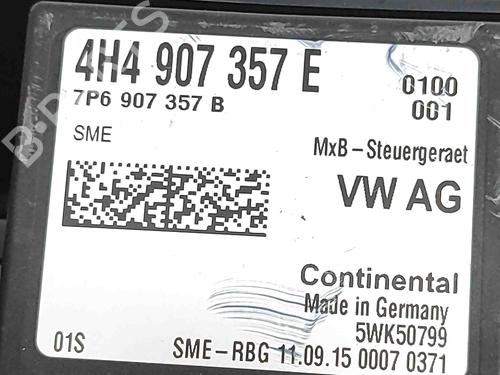 4H4 907 357 E
0100
7P6 907 357 B
001
SME
MxB-Steuergeraet
VW AG
Continental
Made in Germany
5WK50799
01S
SME-RBG 11.09.15 0007 0371
B-PARTS